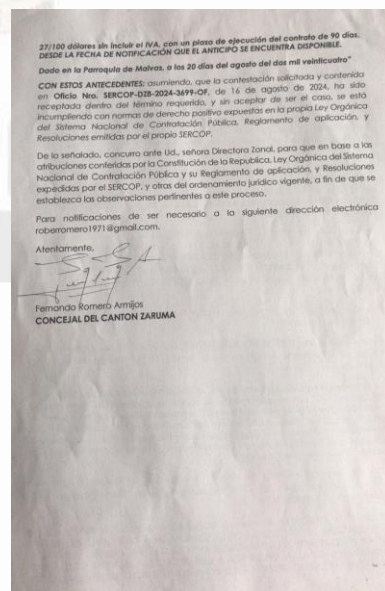 27/100 dólares sin incluir el IVA, con un plazo de ejecución del contrato de 90 días,
DESDE LA FECHA DE NOTIFICACIÓN QUE EL ANTICIPO SE ENCUENTRA DISPONIBLE.
Dado en la Parroquia de Malvas, a los 20 días del agosto del dos mil veinticuatro"
CON ESTOS ANTECEDENTES: asumiendo, que la contestación solicitada y contenida
en Oficio Nro. SERCOP-DZ8-2024-3699-OF, de 16 de agosto de 2024, ha sido
receptada dentro del término requerido, y sin aceptar de ser el caso, se está
incumpliendo con normas de derecho positivo expuestas en la propia Ley Orgánica
del Sistema Nacional de Contratación Pública, Reglamento de aplicación, y
Resoluciones emitidas por el propio SERCOP.
De lo señalado, concurro ante Ud., señora Directora Zonal, para que en base a las
atribuciones contenidas por la Constitución de la Republica, Ley Orgánica del Sistema
Nacional de Contratación Pública y su Reglamento de aplicación, y Resoluciones
expedidas por el SERCOP, y otras del ordenamiento jurídico vigente, a fin de que se
establezca las observaciones pertinentes a este proceso.
Para notificaciones de ser necesario a la siguiente dirección electrónica
roberromero1971@gmail.com.
Atentamente,
Fernando Romero Armijos
CONCEJAL DEL CANTON ZARUMA